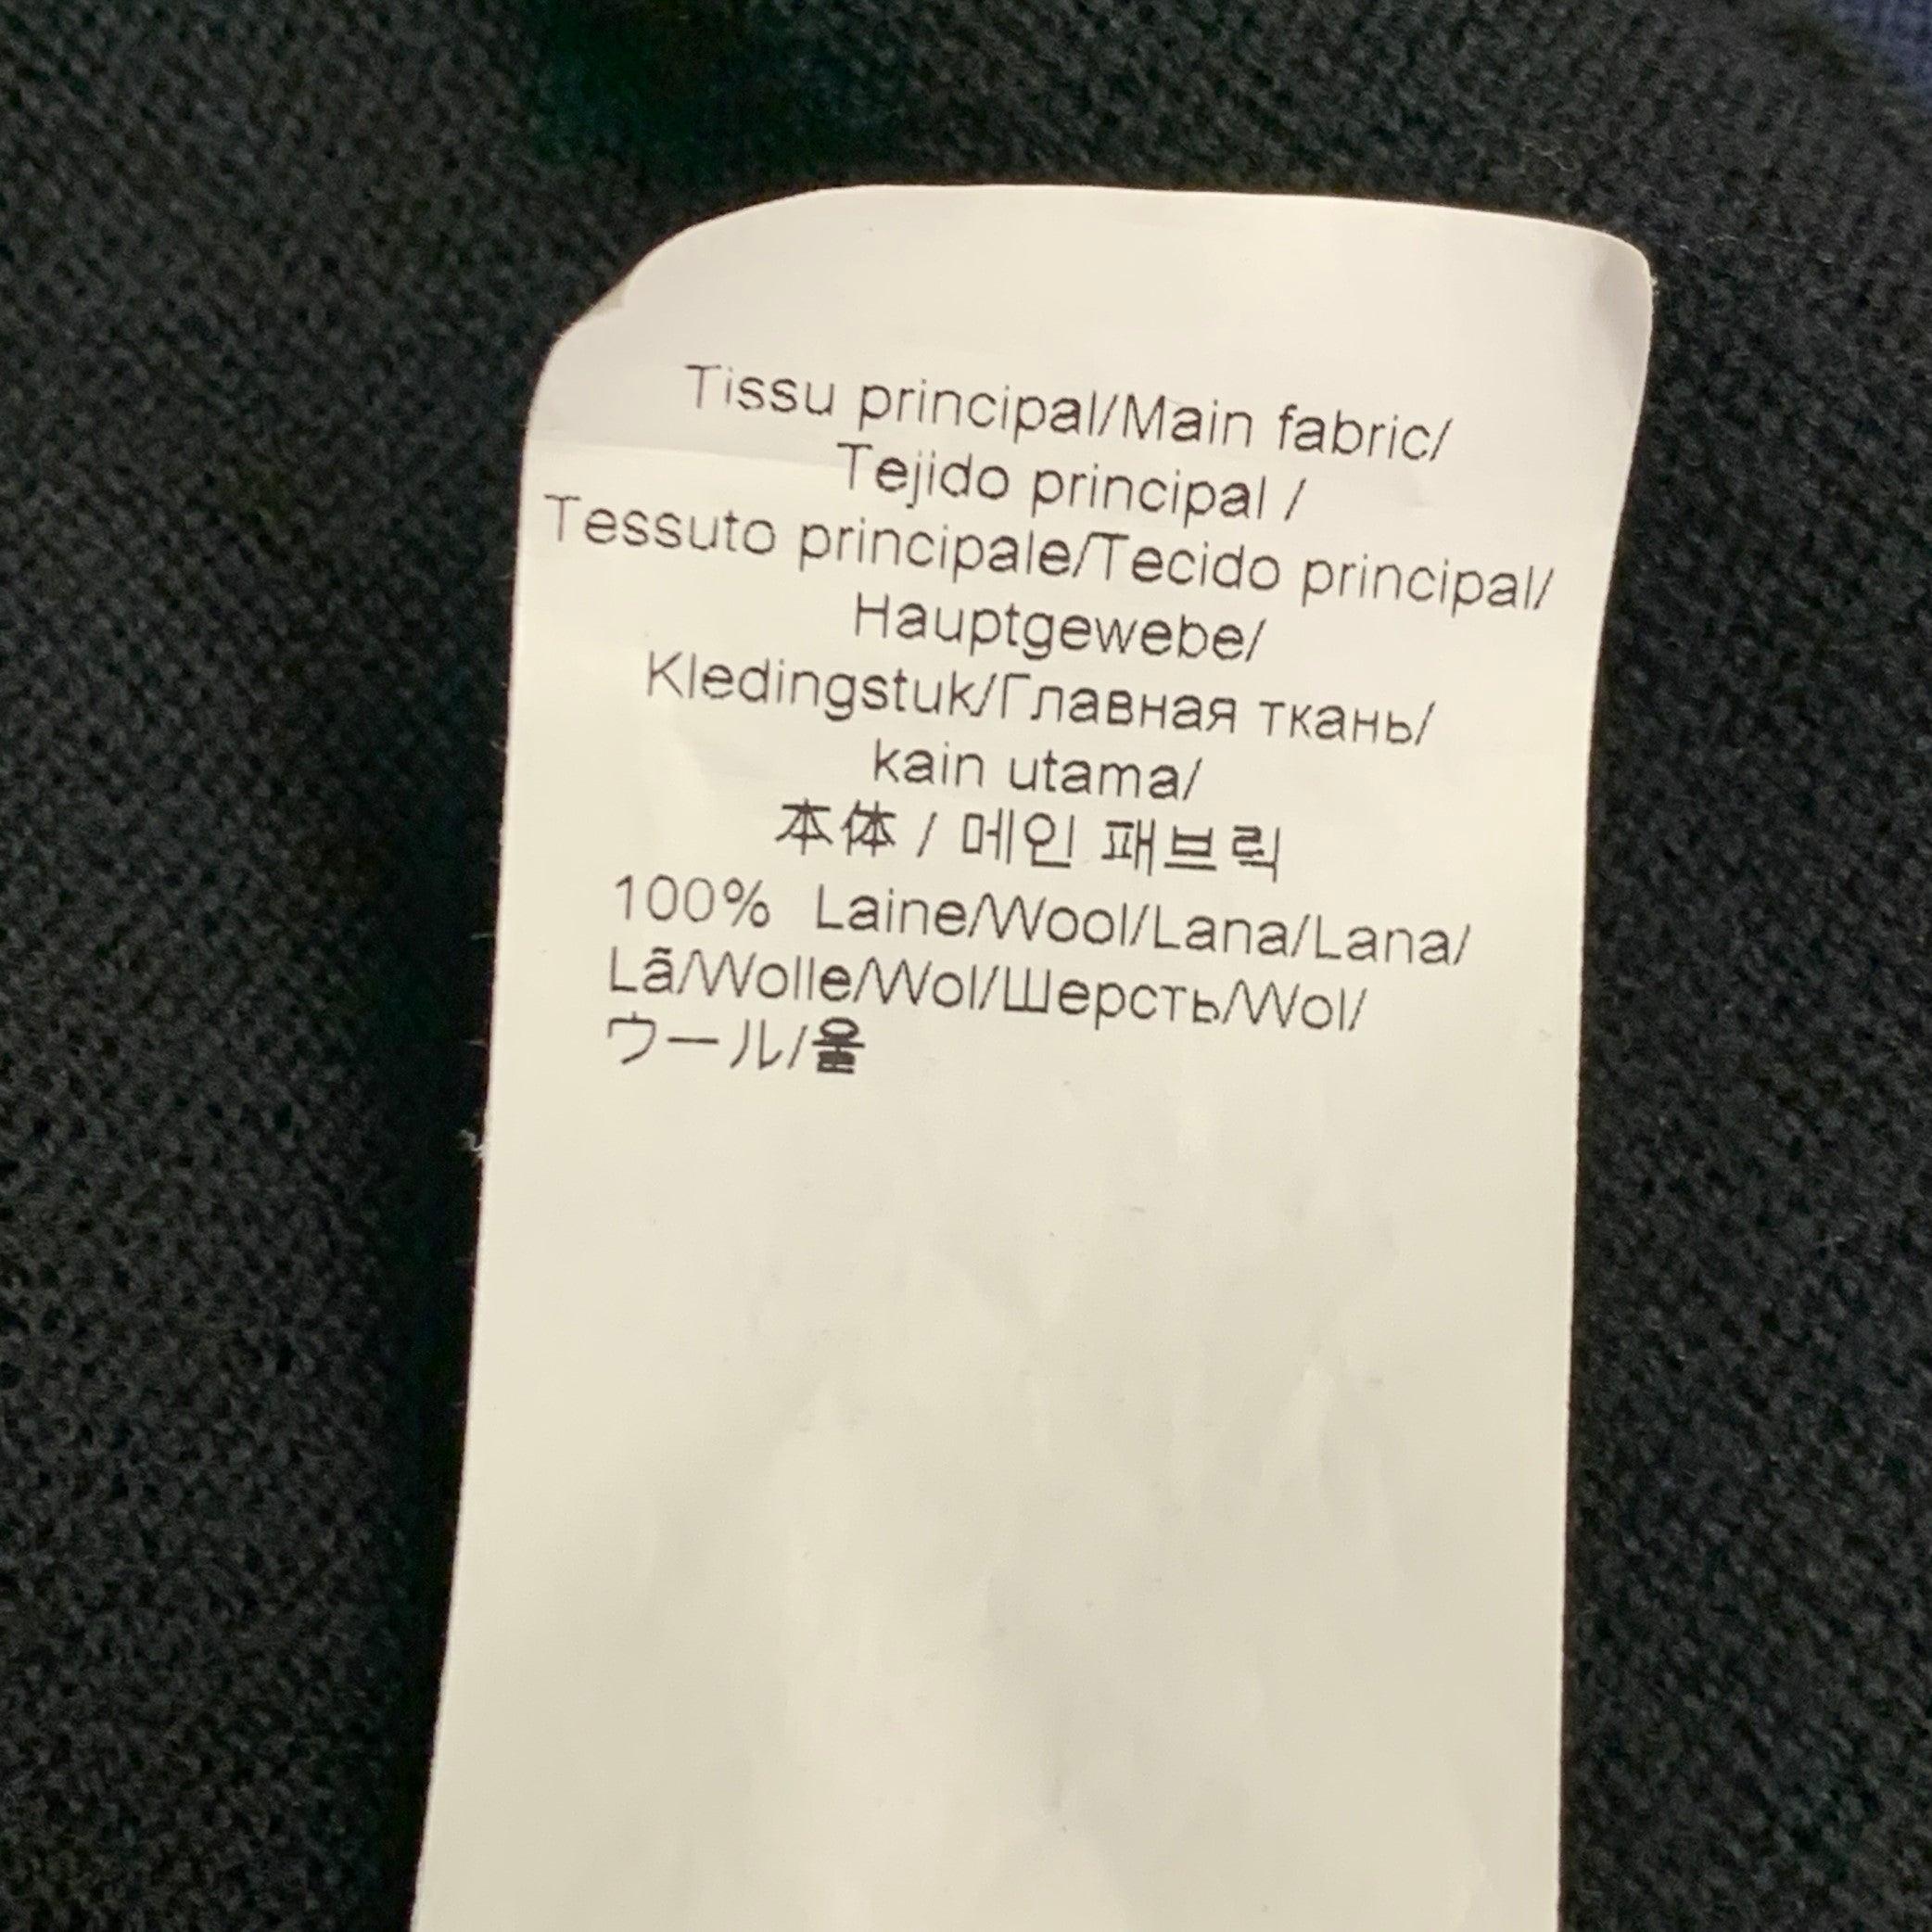 Tissu principal/Main fabric/
Tejido principal /
Tessuto principale/Tecido principal/
Hauptgewebe/
Kledingstuk/Главная ткань/
kain utama/
本体 / 메인 패브릭
100% Laine/Wool/Lana/Lana/
Lã/Wolle/Wol/Шерсть/Wol/
ウール/울